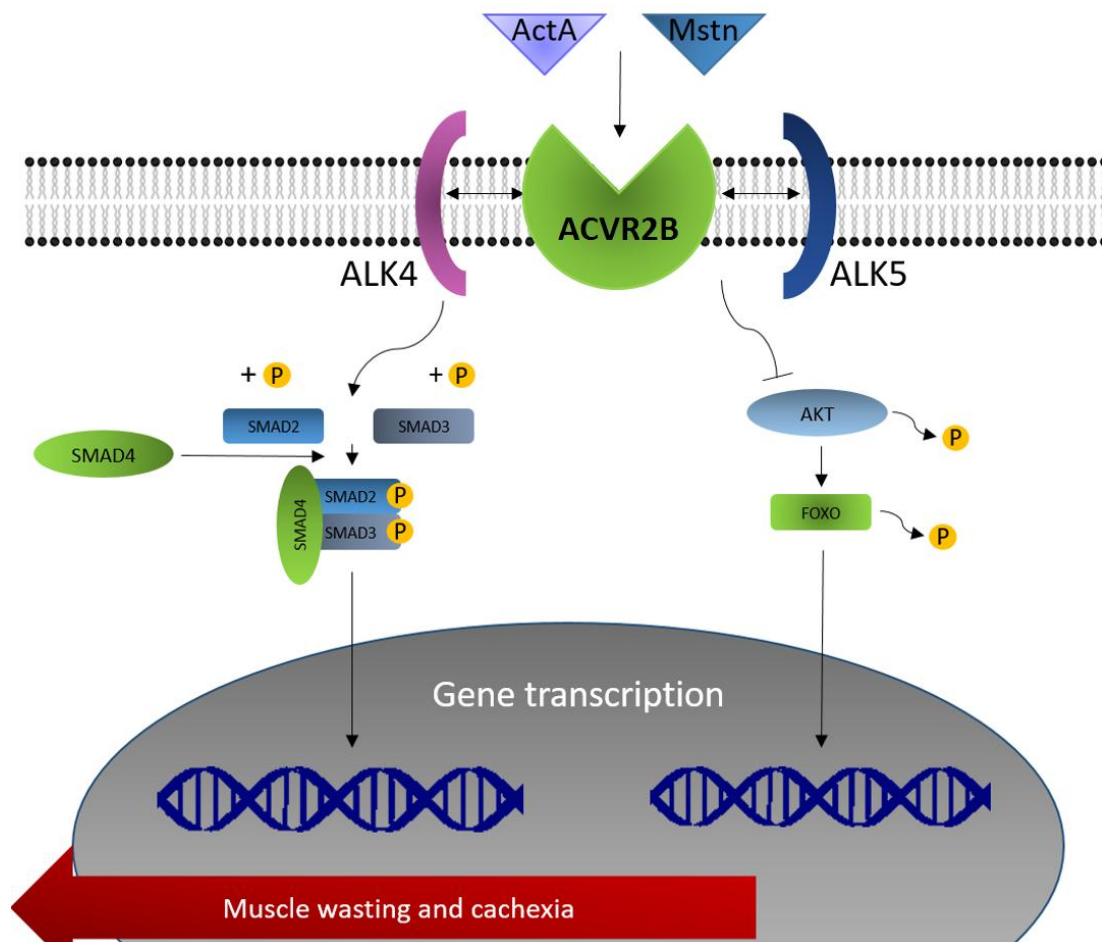 ActA
Mstn
ACVR2B
ALK4
ALK5
+ P
+ P
SMAD2
SMAD3
SMAD4
AKT
P
SMAD4
SMAD2 P
SMAD3 P
FOXO
P
Gene transcription
Muscle wasting and cachexia